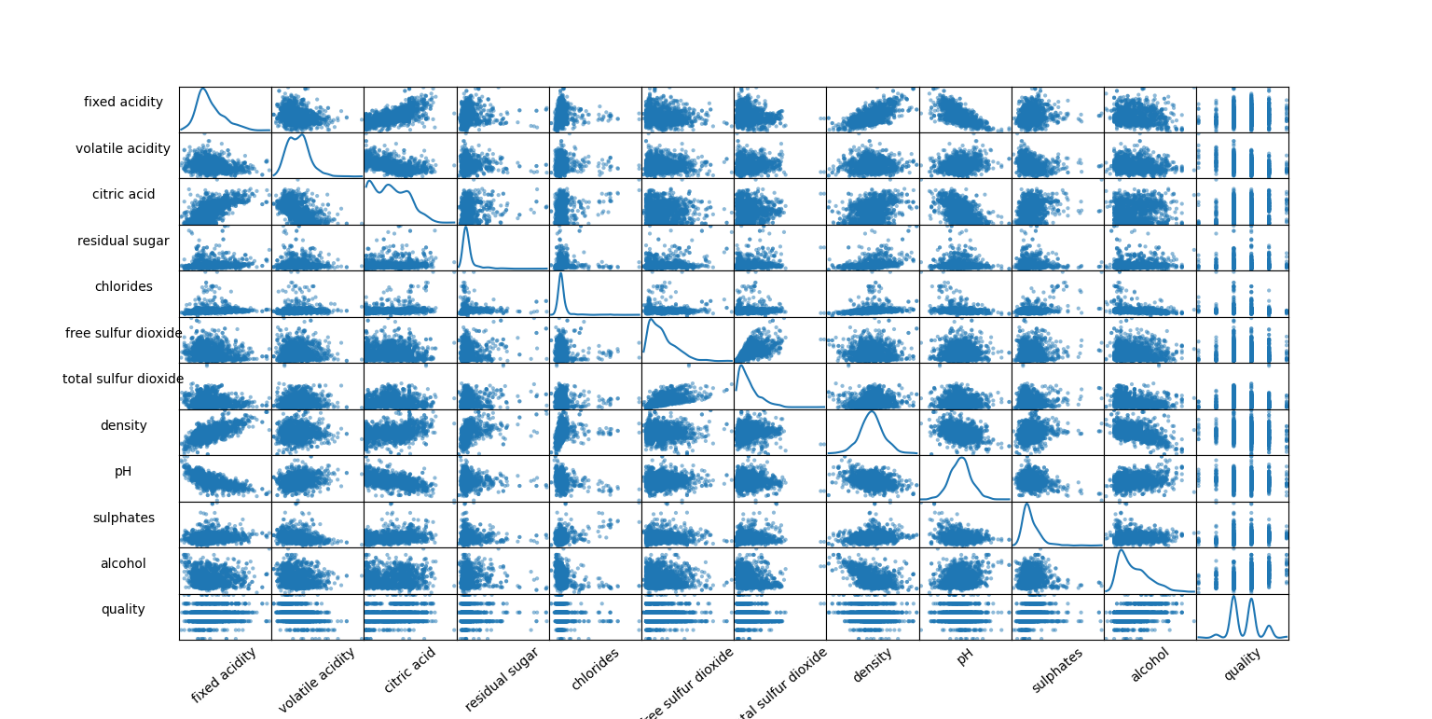 fixed acidity
volatile acidity
citric acid
residual sugar
chlorides
free sulfur dioxide
total sulfur dioxide
density
pH
sulphates
alcohol
quality
fixed acidity
volatile acidity
citric acid
residual sugar
chlorides
ree sulfur dioxide
tal sulfur dioxide
density
pH
sulphates
alcohol
quality